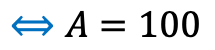 ⇔ A = 100